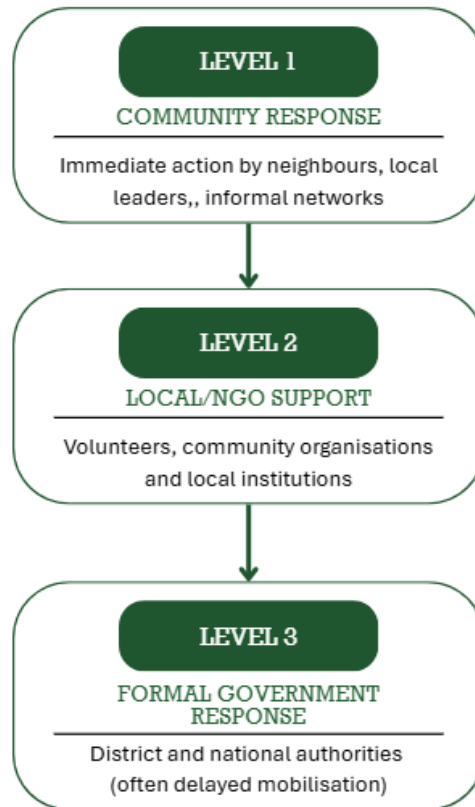 LEVEL 1
COMMUNITY RESPONSE
Immediate action by neighbours, local
leaders,, informal networks
LEVEL 2
LOCAL/NGO SUPPORT
Volunteers, community organisations
and local institutions
LEVEL 3
FORMAL GOVERNMENT
RESPONSE
District and national authorities
(often delayed mobilisation)